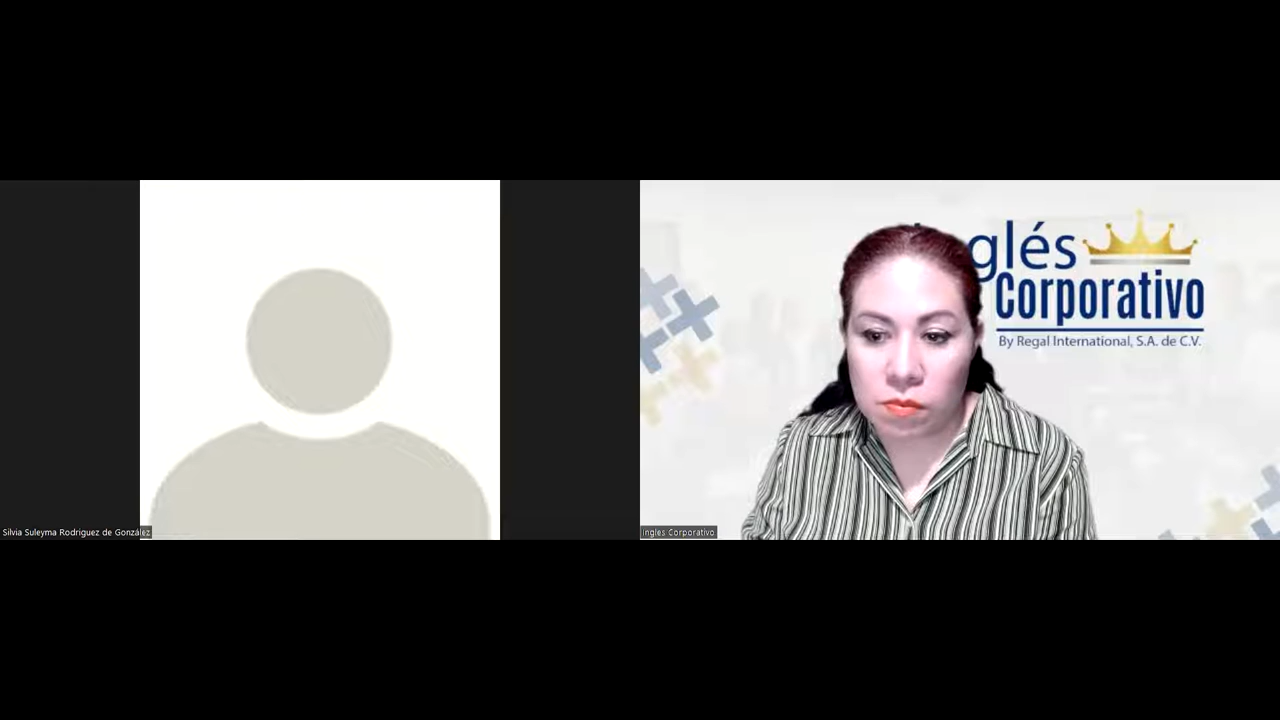 Silvia Suleyma Rodriguez de González
glés
Corporativo
By Regal International, S.A. de C.V.
Ingles Corporativo